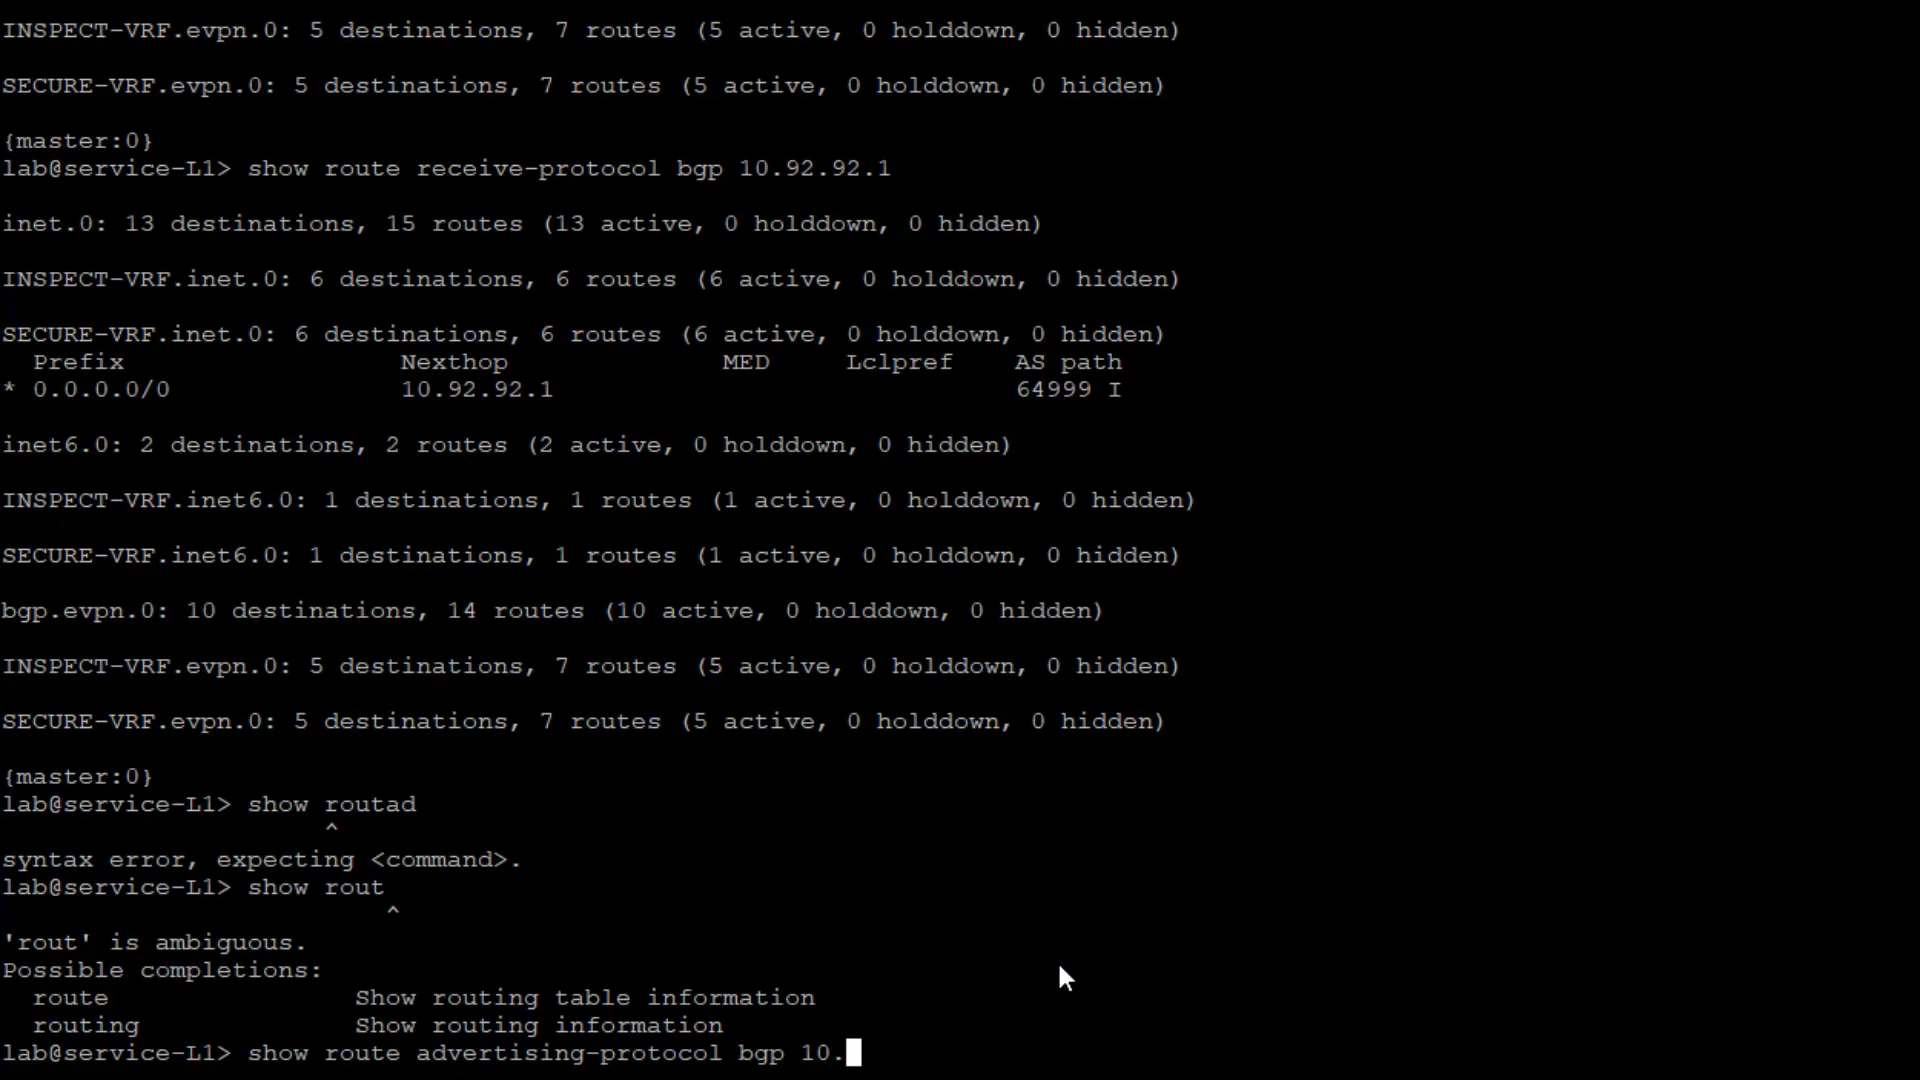 INSPECT-VRF.evpn.0: 5 destinations, 7 routes (5 active, 0 holddown, 0 hidden)
SECURE-VRF.evpn.0: 5 destinations, 7 routes (5 active, 0 holddown, 0 hidden)
{master:0}
lab@service-L1> show route receive-protocol bgp 10.92.92.1
inet.0: 13 destinations, 15 routes (13 active, 0 holddown, 0 hidden)
INSPECT-VRF.inet.0: 6 destinations, 6 routes (6 active, 0 holddown, 0 hidden)
SECURE-VRF.inet.0: 6 destinations, 6 routes (6 active, 0 holddown, 0 hidden)
  Prefix                  Nexthop              MED     Lclpref    AS path
* 0.0.0.0/0               10.92.92.1                              64999 I
inet6.0: 2 destinations, 2 routes (2 active, 0 holddown, 0 hidden)
INSPECT-VRF.inet6.0: 1 destinations, 1 routes (1 active, 0 holddown, 0 hidden)
SECURE-VRF.inet6.0: 1 destinations, 1 routes (1 active, 0 holddown, 0 hidden)
bgp.evpn.0: 10 destinations, 14 routes (10 active, 0 holddown, 0 hidden)
INSPECT-VRF.evpn.0: 5 destinations, 7 routes (5 active, 0 holddown, 0 hidden)
SECURE-VRF.evpn.0: 5 destinations, 7 routes (5 active, 0 holddown, 0 hidden)
{master:0}
lab@service-L1> show routad
                     ^
syntax error, expecting <command>.
lab@service-L1> show rout
                         ^
'rout' is ambiguous.
Possible completions:
  route                Show routing table information
  routing              Show routing information
lab@service-L1> show route advertising-protocol bgp 10.